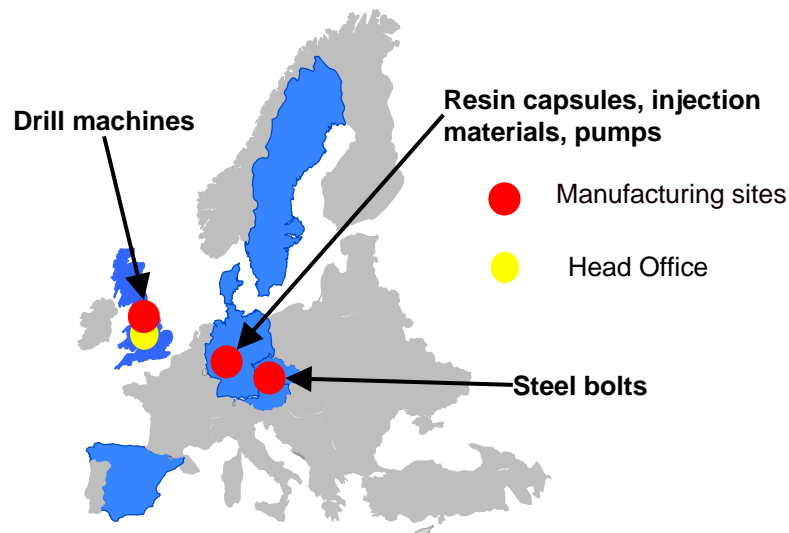 Resin capsules, injection
materials, pumps
Drill machines
Manufacturing sites
Head Office
Steel bolts